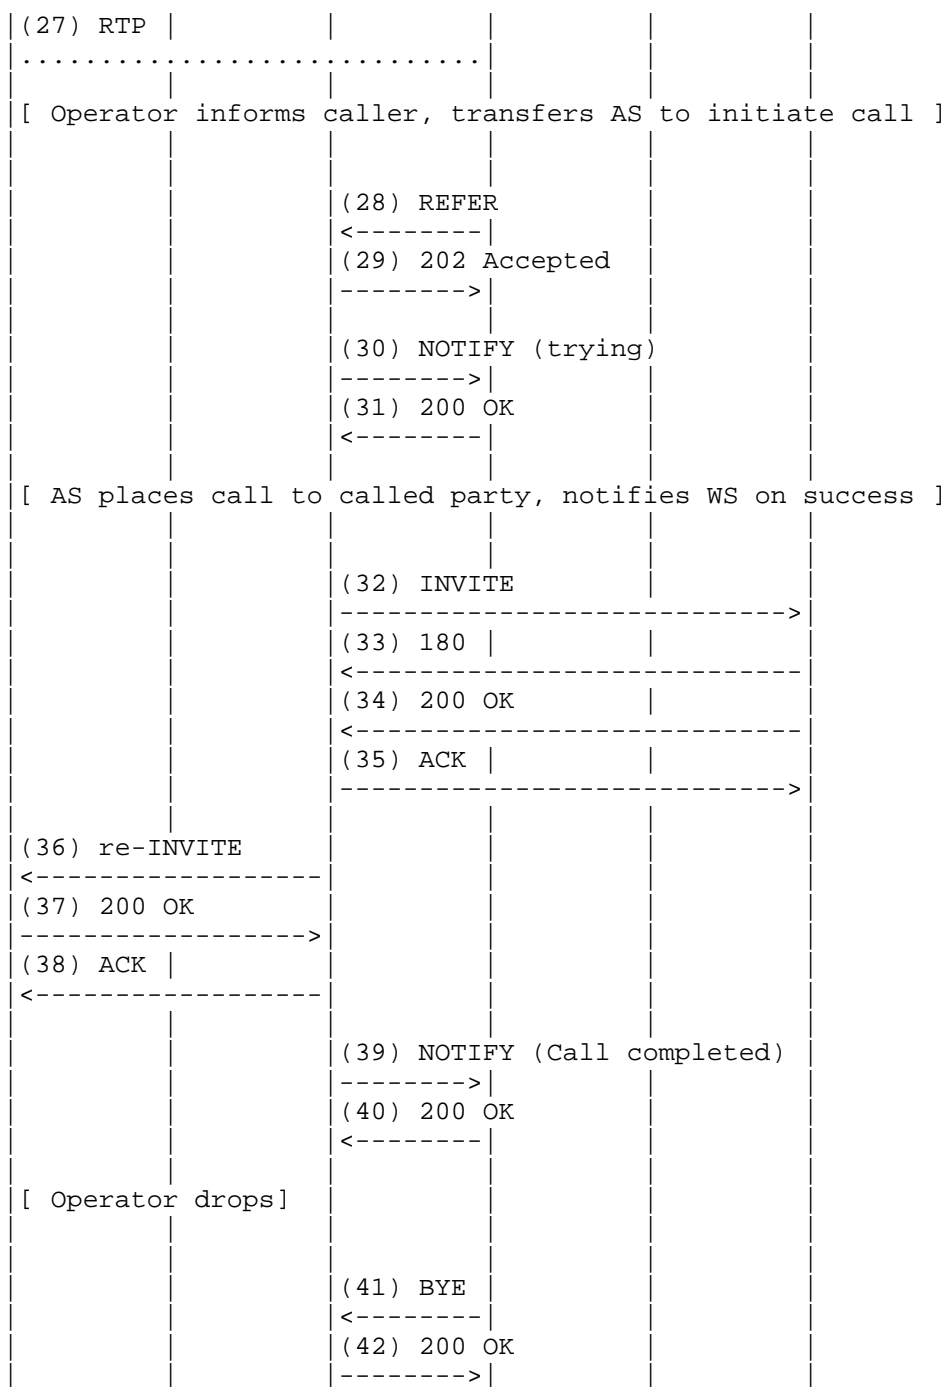 |(27) RTP |         |         |         |         |
|.............................|         |         |
|         |         |         |         |         |
|[ Operator informs caller, transfers AS to initiate call ]
|         |         |         |         |         |
|         |         |         |         |         |
|         |         |(28) REFER         |         |
|         |         |<--------|         |         |
|         |         |(29) 202 Accepted  |         |
|         |         |-------->|         |         |
|         |         |         |         |         |
|         |         |(30) NOTIFY (trying)         |
|         |         |-------->|         |         |
|         |         |(31) 200 OK        |         |
|         |         |<--------|         |         |
|         |         |         |         |         |
|[ AS places call to called party, notifies WS on success ]
|         |         |         |         |         |
|         |         |         |         |         |
|         |         |(32) INVITE        |         |
|         |         |---------------------------->|
|         |         |(33) 180 |         |         |
|         |         |<----------------------------|
|         |         |(34) 200 OK        |         |
|         |         |<----------------------------|
|         |         |(35) ACK |         |         |
|         |         |---------------------------->|
|         |         |         |         |         |
|(36) re-INVITE     |         |         |         |
|<------------------|         |         |         |
|(37) 200 OK        |         |         |         |
|------------------>|         |         |         |
|(38) ACK |         |         |         |         |
|<------------------|         |         |         |
|         |         |         |         |         |
|         |         |(39) NOTIFY (Call completed) |
|         |         |-------->|         |         |
|         |         |(40) 200 OK        |         |
|         |         |<--------|         |         |
|         |         |         |         |         |
|[ Operator drops]  |         |         |         |
|         |         |         |         |         |
|         |         |         |         |         |
|         |         |(41) BYE |         |         |
|         |         |<--------|         |         |
|         |         |(42) 200 OK        |         |
|         |         |-------->|         |         |